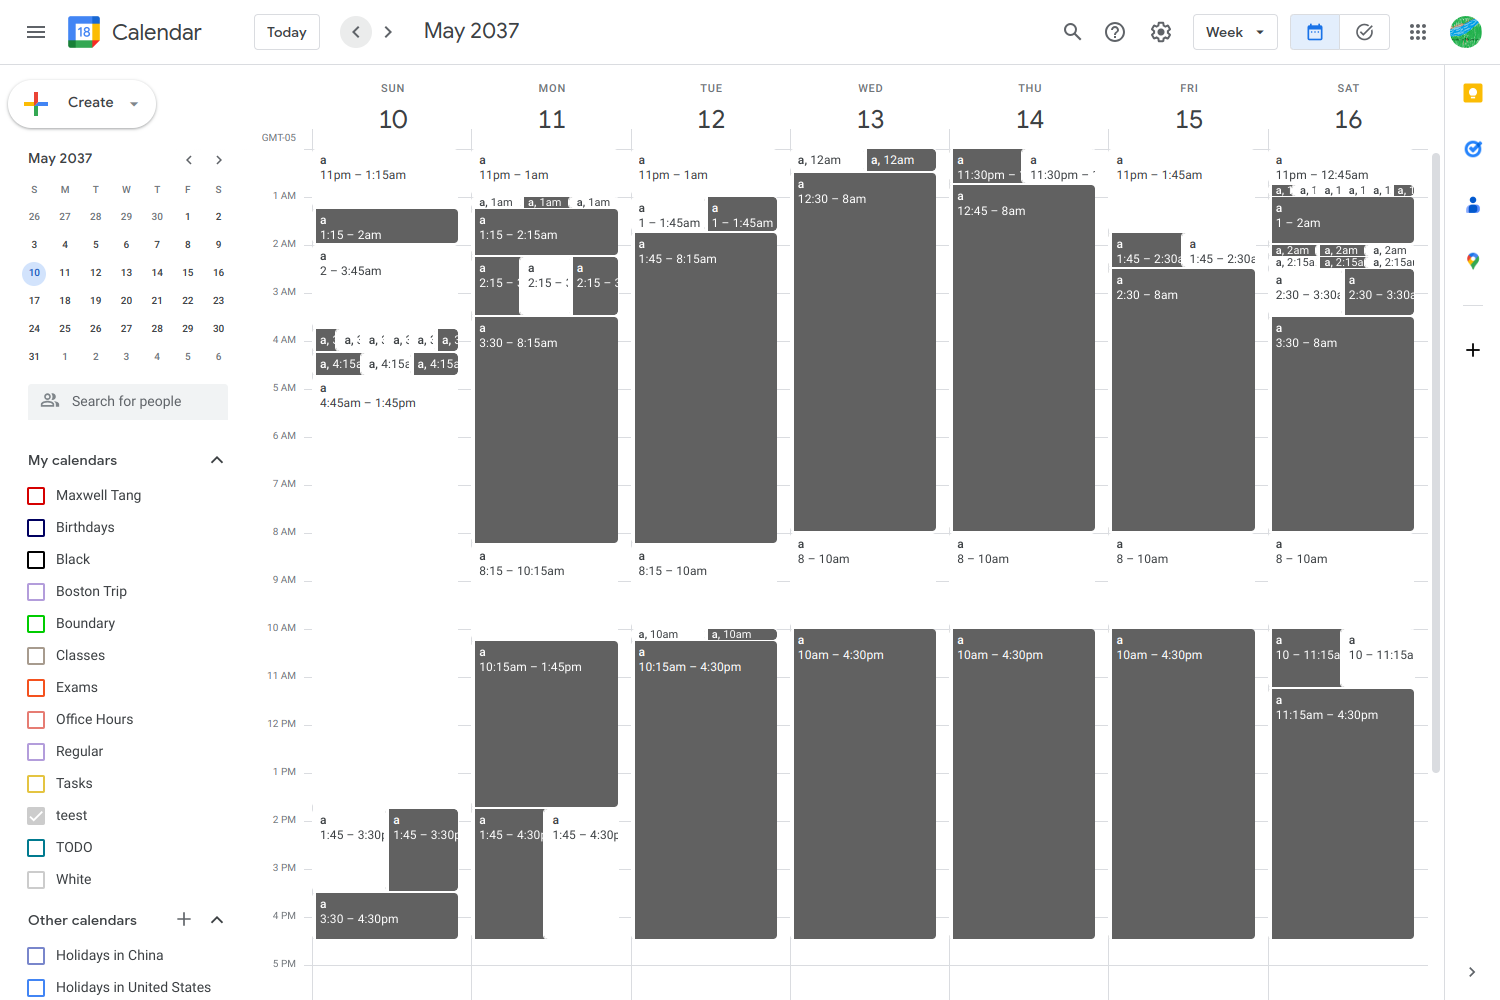 18 Calendar Today May 2037 Week
Create
May 2037
S M T W T F S
26 27 28 29 30 1 2
3 4 5 6 7 8 9
10 11 12 13 14 15 16
17 18 19 20 21 22 23
24 25 26 27 28 29 30
31 1 2 3 4 5 6
Search for people
My calendars
Maxwell Tang
Birthdays
Black
Boston Trip
Boundary
Classes
Exams
Office Hours
Regular
Tasks
teest
TODO
White
Other calendars
Holidays in China
Holidays in United States
GMT-05
1 AM
2 AM
3 AM
4 AM
5 AM
6 AM
7 AM
8 AM
9 AM
10 AM
11 AM
12 PM
1 PM
2 PM
3 PM
4 PM
5 PM
SUN
10
a
11pm – 1:15am
a
1:15 – 2am
a
2 – 3:45am
a, 3
a, 3
a, 3
a, 3
a, 3
a, 3
a, 4:15a
a, 4:15a
a, 4:15a
a
4:45am – 1:45pm
a
1:45 – 3:30p
a
1:45 – 3:30p
a
3:30 – 4:30pm
MON
11
a
11pm – 1am
a, 1am
a, 1am
a, 1am
a
1:15 – 2:15am
a
2:15 –
a
2:15 –
a
2:15 – 3
a
3:30 – 8:15am
a
8:15 – 10:15am
a
10:15am – 1:45pm
a
1:45 – 4:30p
a
1:45 – 4:30p
TUE
12
a
11pm – 1am
a
1 – 1:45am
a
1 – 1:45am
a
1:45 – 8:15am
a
8:15 – 10am
a, 10am
a, 10am
a
10:15am – 4:30pm
WED
13
a, 12am
a, 12am
a
12:30 – 8am
a
8 – 10am
a
10am – 4:30pm
THU
14
a
11:30pm –
a
11:30pm –
a
12:45 – 8am
a
8 – 10am
a
10am – 4:30pm
FRI
15
a
11pm – 1:45am
a
1:45 – 2:30a
a
1:45 – 2:30a
a
2:30 – 8am
a
8 – 10am
a
10am – 4:30pm
SAT
16
a
11pm – 12:45am
a, 1
a, 1
a, 1
a, 1
a, 1
a, 1
a
1 – 2am
a, 2am
a, 2am
a, 2am
a, 2:15a
a, 2:15a
a, 2:15a
a
2:30 – 3:30a
a
2:30 – 3:30a
a
3:30 – 8am
a
8 – 10am
a
10 – 11:15a
a
10 – 11:15a
a
11:15am – 4:30pm